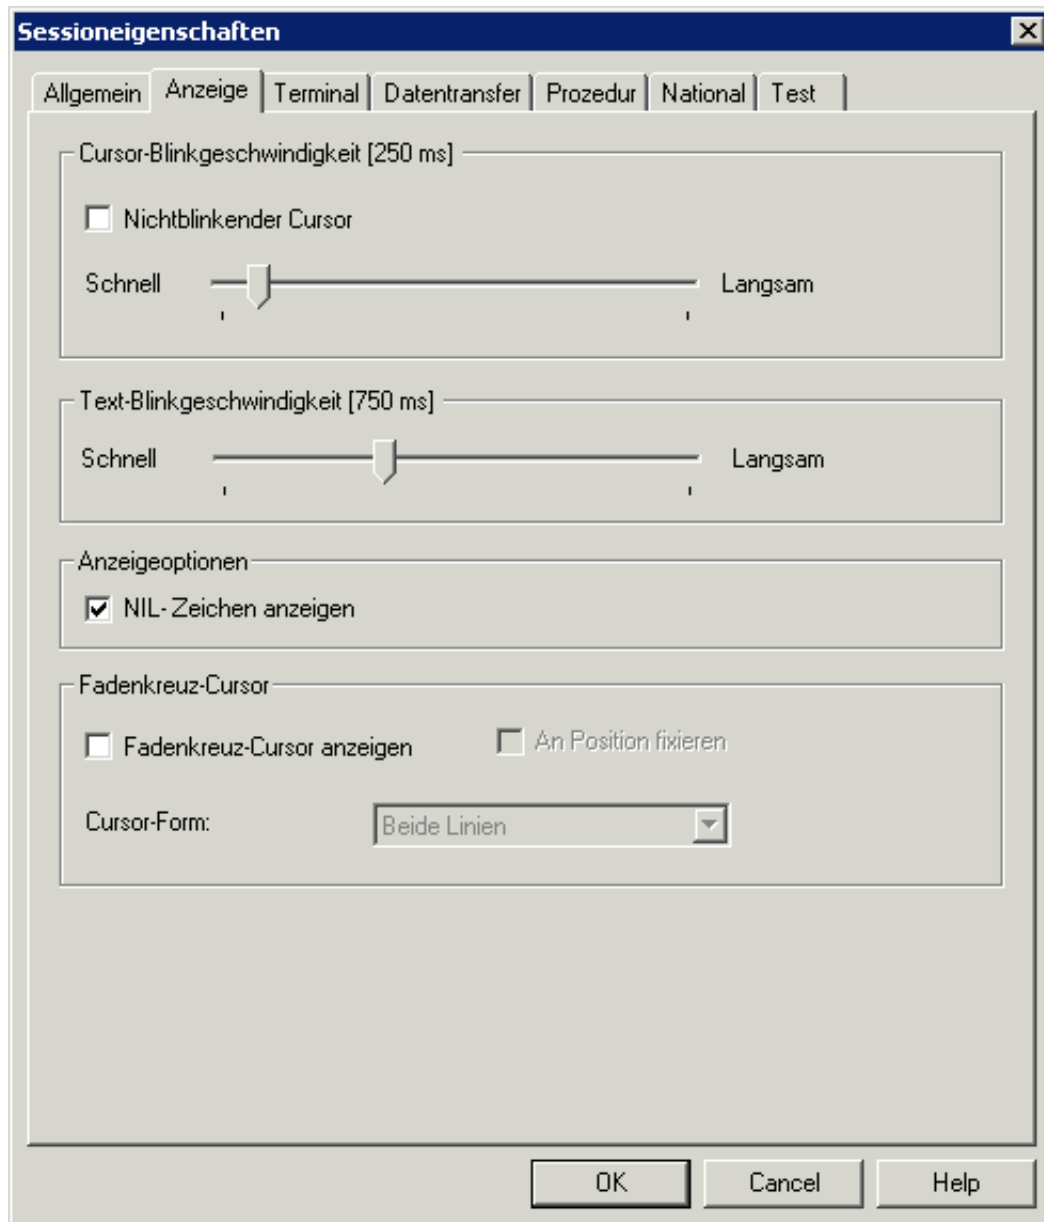 Sessioneigenschaften
Allgemein Anzeige Terminal Datentransfer Prozedur National Test
Cursor-Blinkgeschwindigkeit [250 ms]
Nichtblinkender Cursor
Schnell Langsam
Text-Blinkgeschwindigkeit [750 ms]
Schnell Langsam
Anzeigeoptionen
NIL- Zeichen anzeigen
Fadenkreuz-Cursor
Fadenkreuz-Cursor anzeigen An Position fixieren
Cursor-Form: Beide Linien
OK Cancel Help